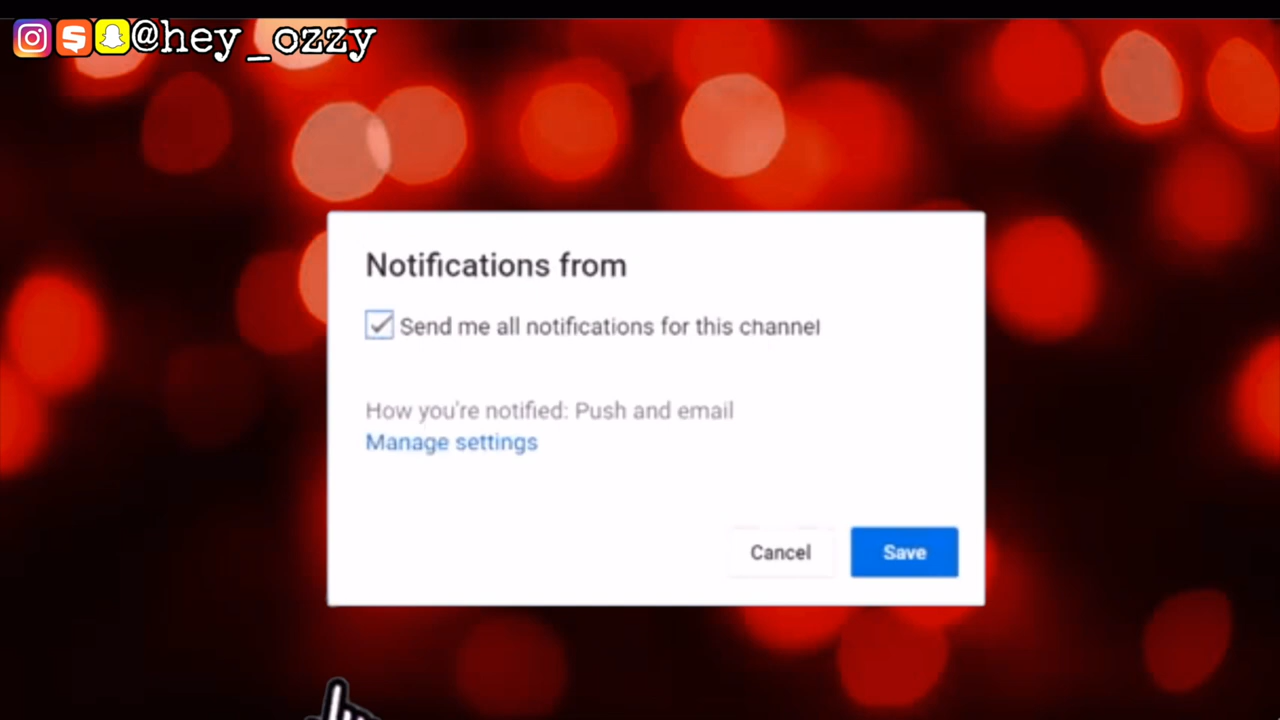 @hey_ozzy
Notifications from
Send me all notifications for this channel
How you're notified: Push and email
Manage settings
Cancel
Save